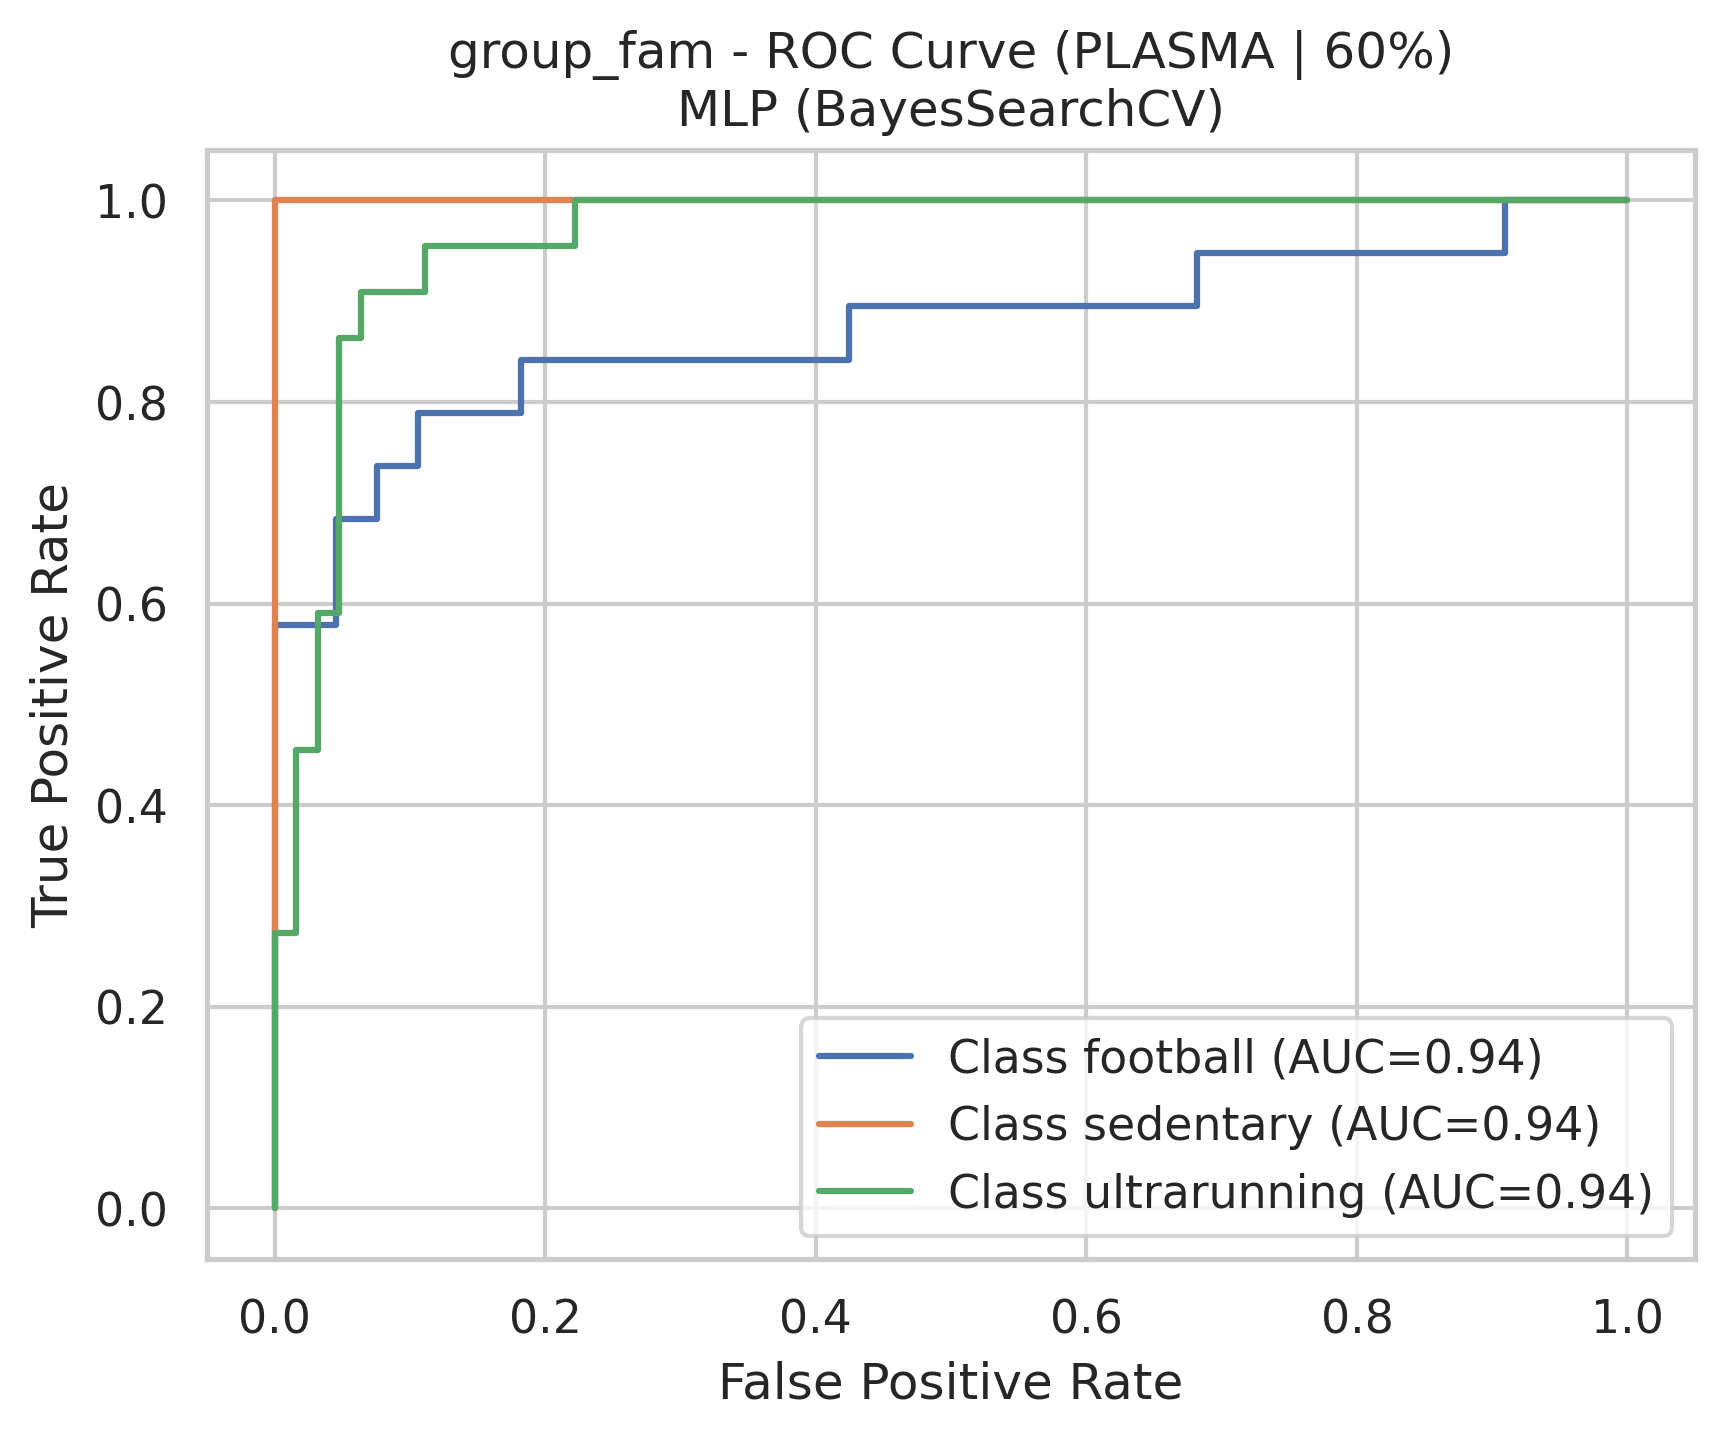 group_fam - ROC Curve (PLASMA | 60%)
MLP (BayesSearchCV)
True Positive Rate
1.0
0.8
0.6
0.4
0.2
0.0
Class football (AUC=0.94)
Class sedentary (AUC=0.94)
Class ultrarunning (AUC=0.94)
0.0 0.2 0.4 0.6 0.8 1.0
False Positive Rate